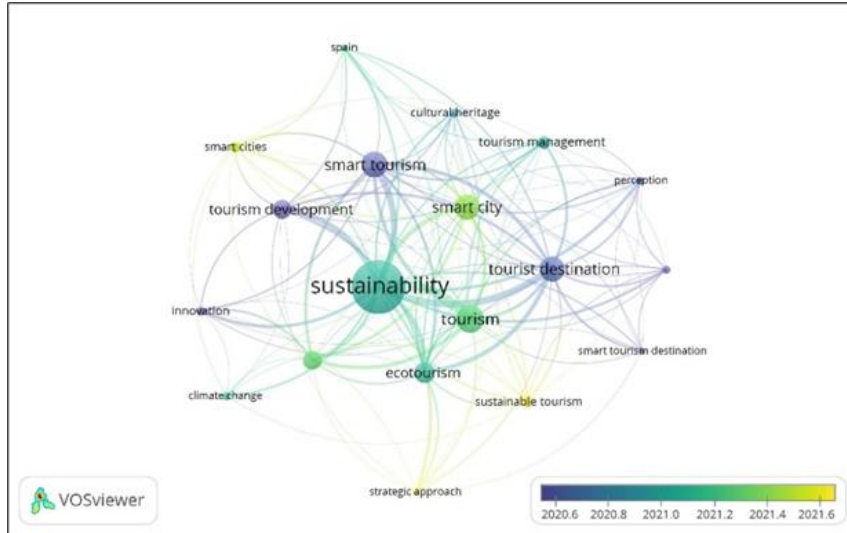 spain
cultural heritage
tourism management
smart cities
smart tourism
perception
tourism development
smart city
tourist destination
sustainability
innovation
tourism
smart tourism destination
ecotourism
climate change
sustainable tourism
strategic approach
VOSviewer
2020.6 2020.8 2021.0 2021.2 2021.4 2021.6